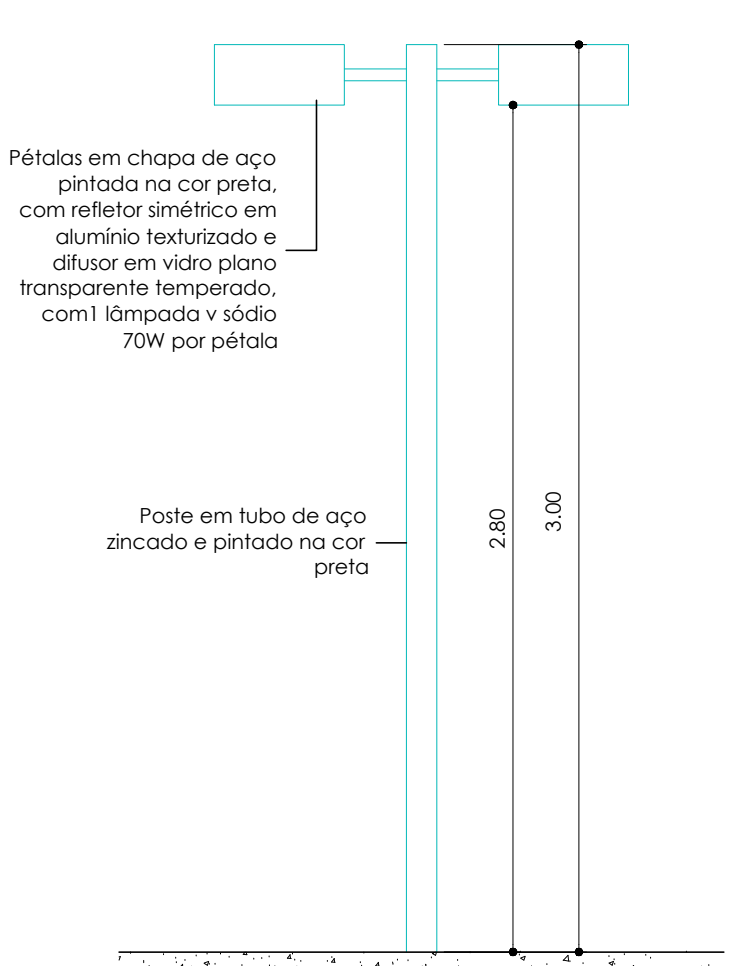 Pétalas em chapa de aço
pintada na cor preta,
com refletor simétrico em
alumínio texturizado e
difusor em vidro plano
transparente temperado,
com1 lâmpada v sódio
70W por pétala
Poste em tubo de aço
zincado e pintado na cor
preta
2.80
3.00